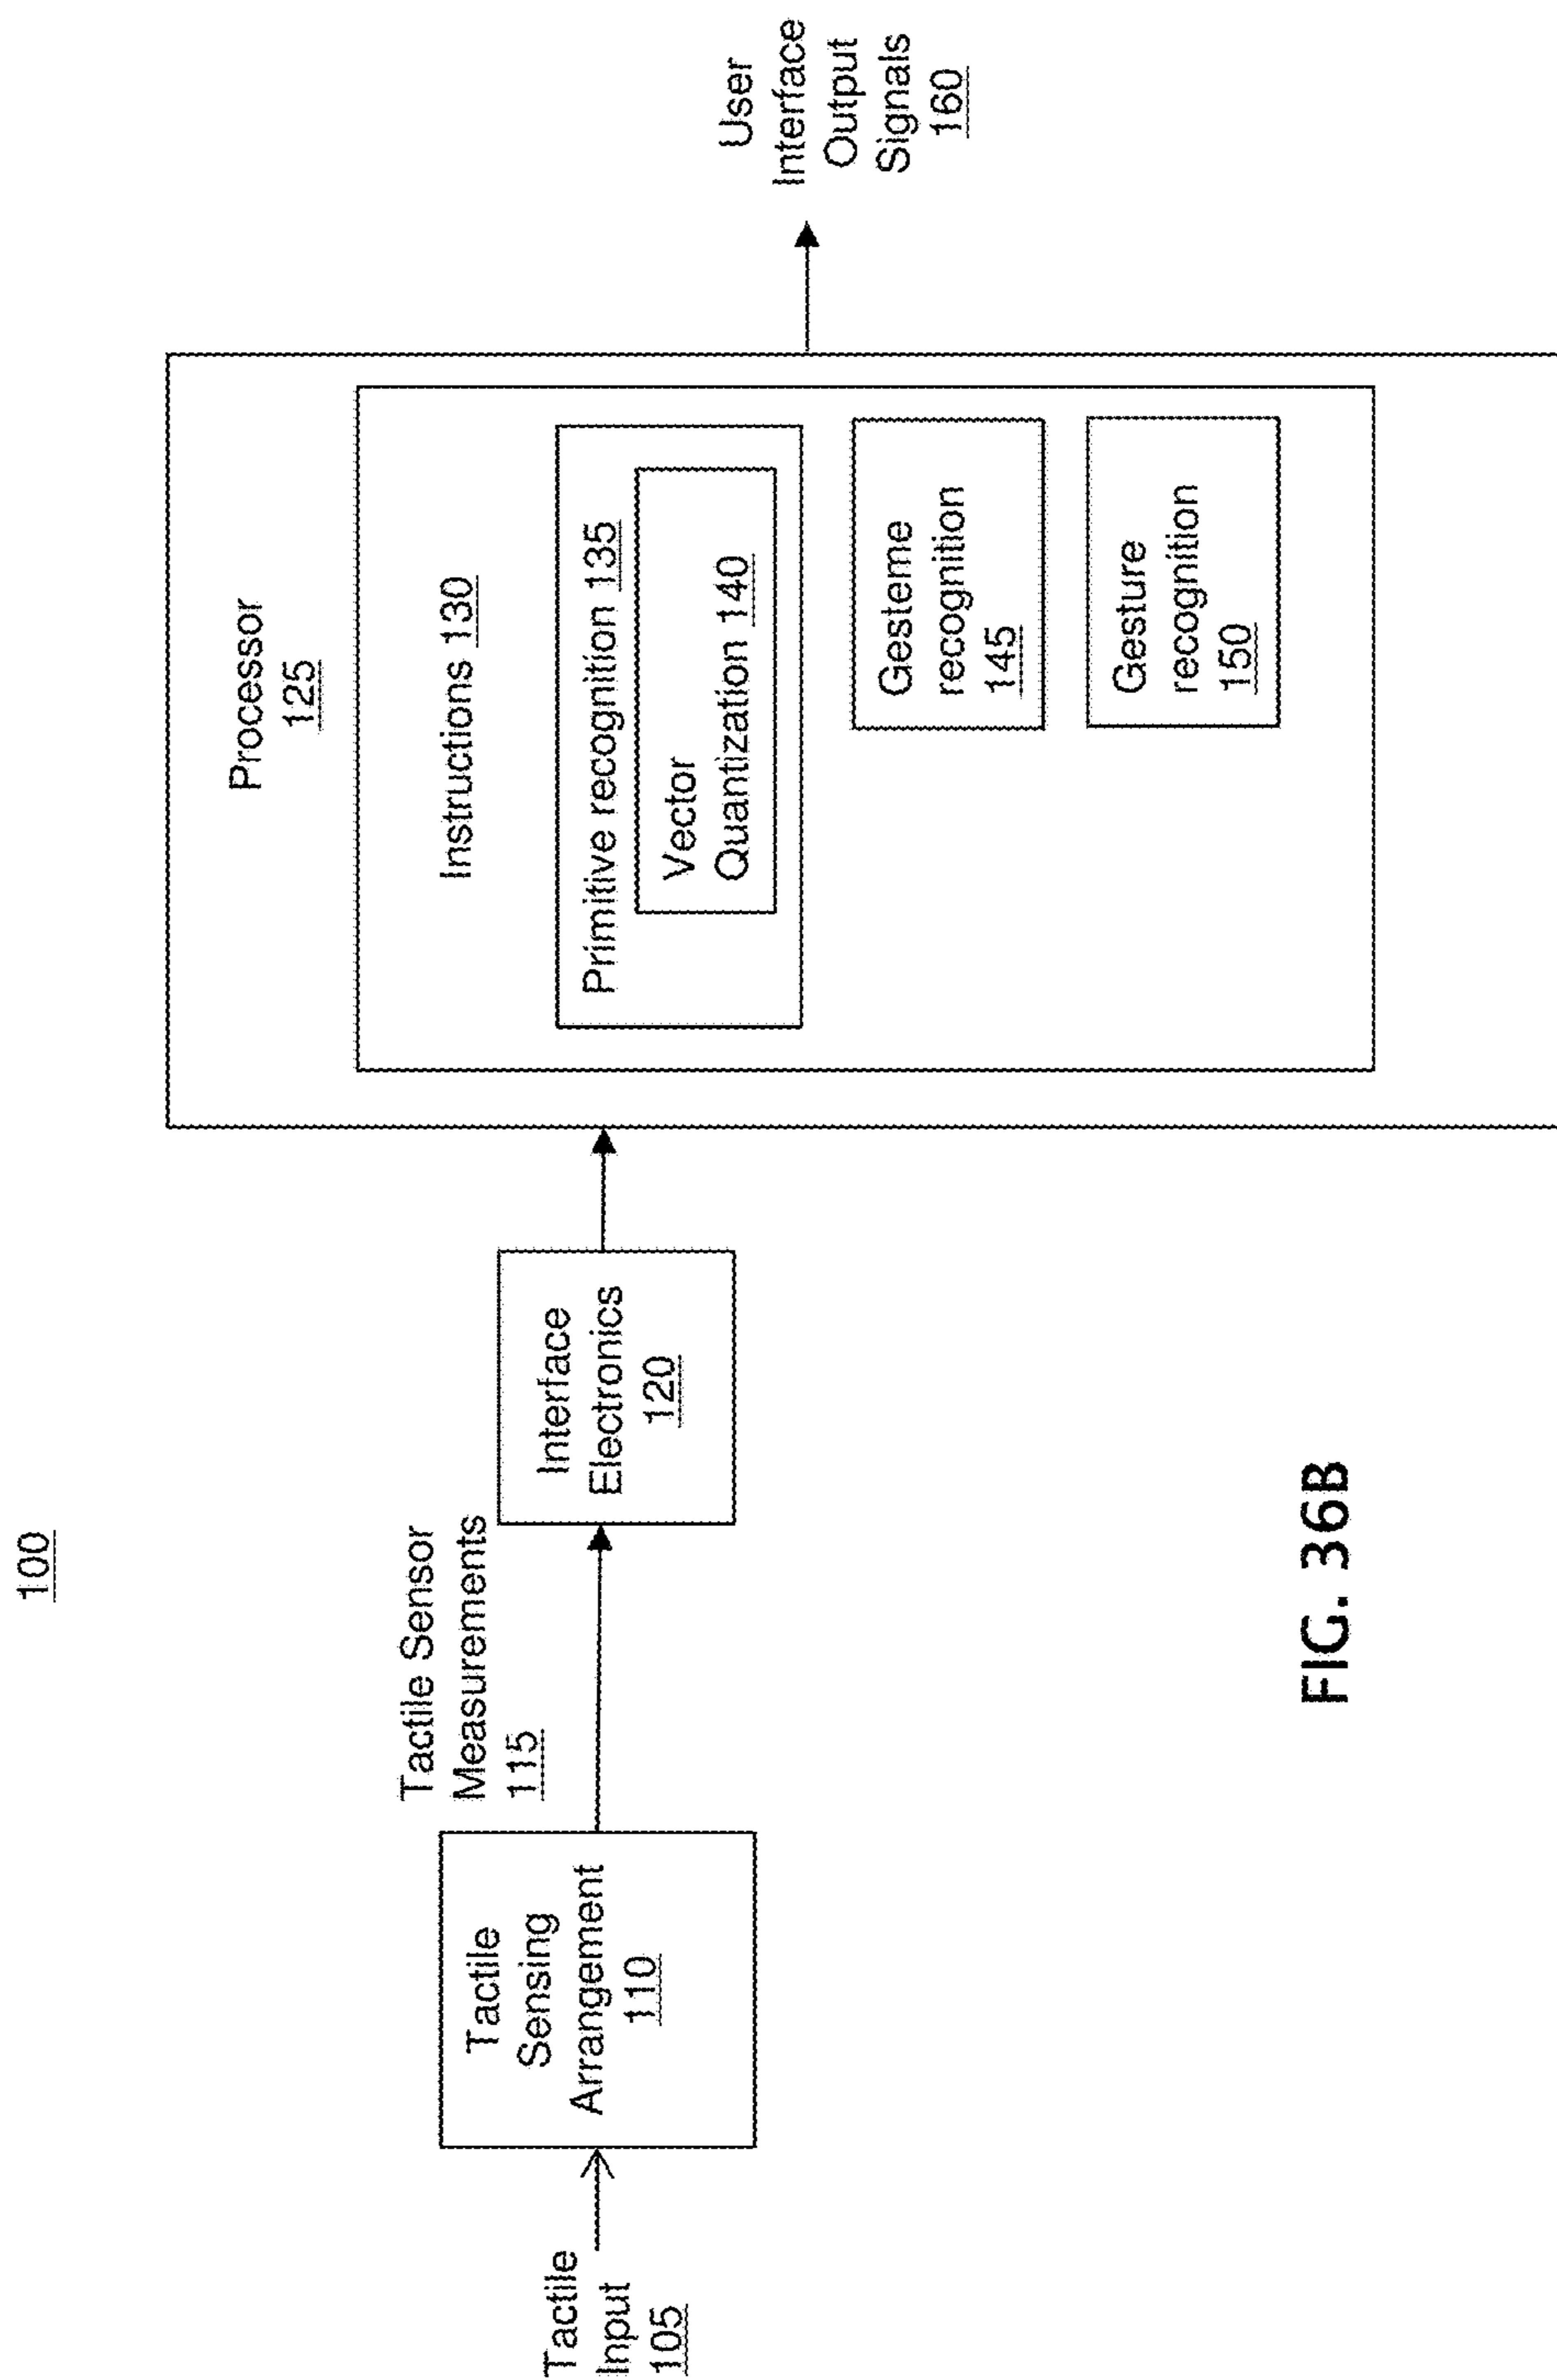 100
Tactile
Input
105
Tactile
Sensing
Arrangement
110
Tactile Sensor
Measurements
115
Interface
Electronics
120
Processor
125
Instructions 130
Primitive recognition 135
Vector
Quantization 140
Gesteme
recognition
145
Gesture
recognition
150
User
Interface
Output
Signals
160
FIG. 36B